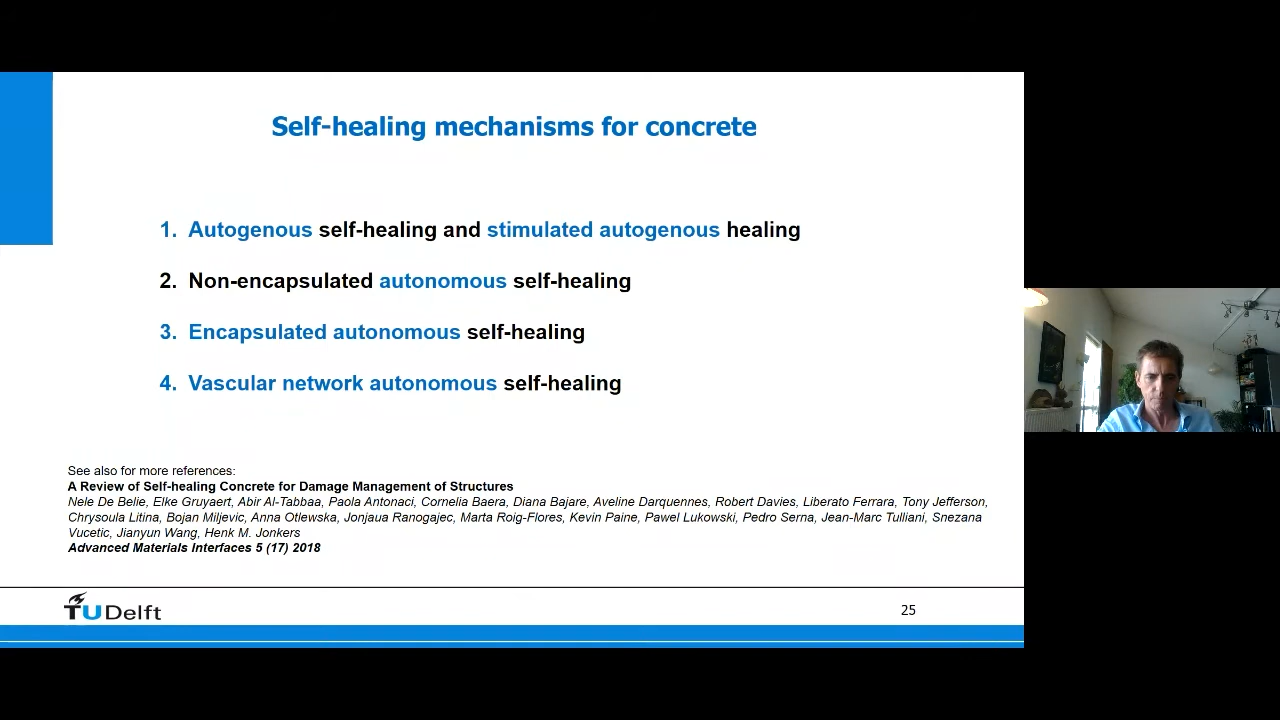 Self-healing mechanisms for concrete
1. Autogenous self-healing and stimulated autogenous healing
2. Non-encapsulated autonomous self-healing
3. Encapsulated autonomous self-healing
4. Vascular network autonomous self-healing
See also for more references:
A Review of Self-healing Concrete for Damage Management of Structures
Nele De Belie, Elke Gruyaert, Abir Al-Tabbaa, Paola Antonaci, Cornelia Baera, Diana Bajare, Aveline Darquennes, Robert Davies, Liberato Ferrara, Tony Jefferson,
Chrysoula Litina, Bojan Miljevic, Anna Otlewska, Jonjaua Ranogajec, Marta Roig-Flores, Kevin Paine, Pawel Lukowski, Pedro Serna, Jean-Marc Tulliani, Snezana
Vucetic, Jianyun Wang, Henk M. Jonkers
Advanced Materials Interfaces 5 (17) 2018
TU Delft
25